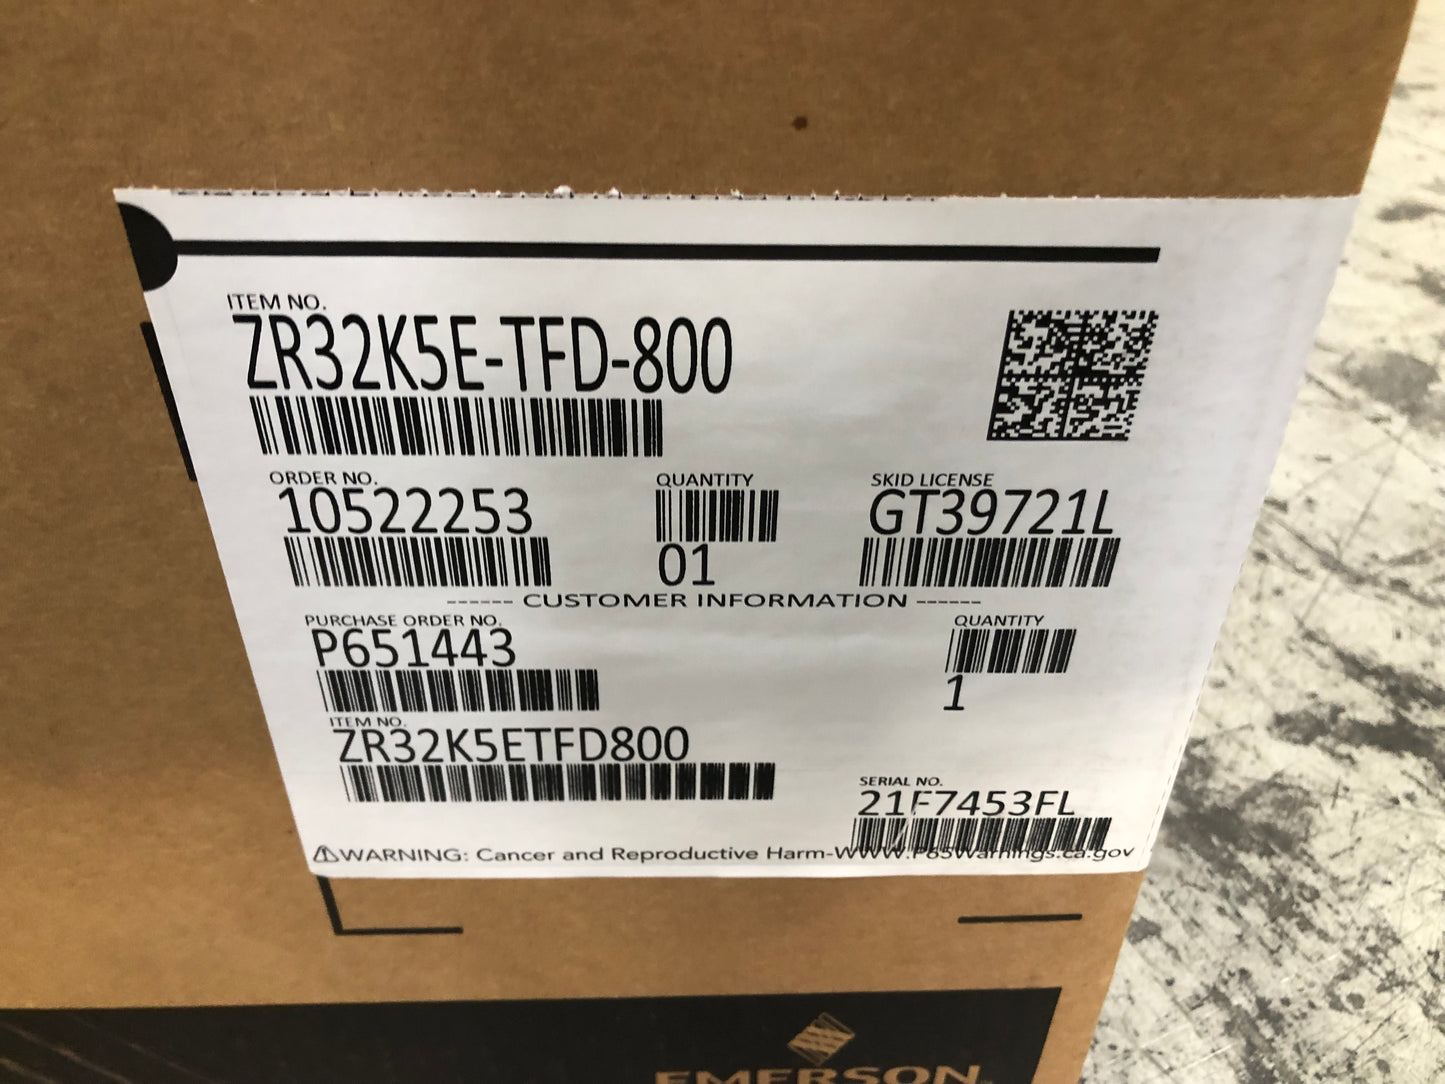 ITEM NO.
ZR32K5E-TFD-800
ORDER NO.
10522253
QUANTITY
01
SKID LICENSE
GT39721L
------ CUSTOMER INFORMATION ------
PURCHASE ORDER NO.
P651443
QUANTITY
1
ITEM NO.
ZR32K5ETFD800
SERIAL NO.
21F7453FL
⚠WARNING: Cancer and Reproductive Harm-WWW.P65Warnings.ca.gov
EMERSON